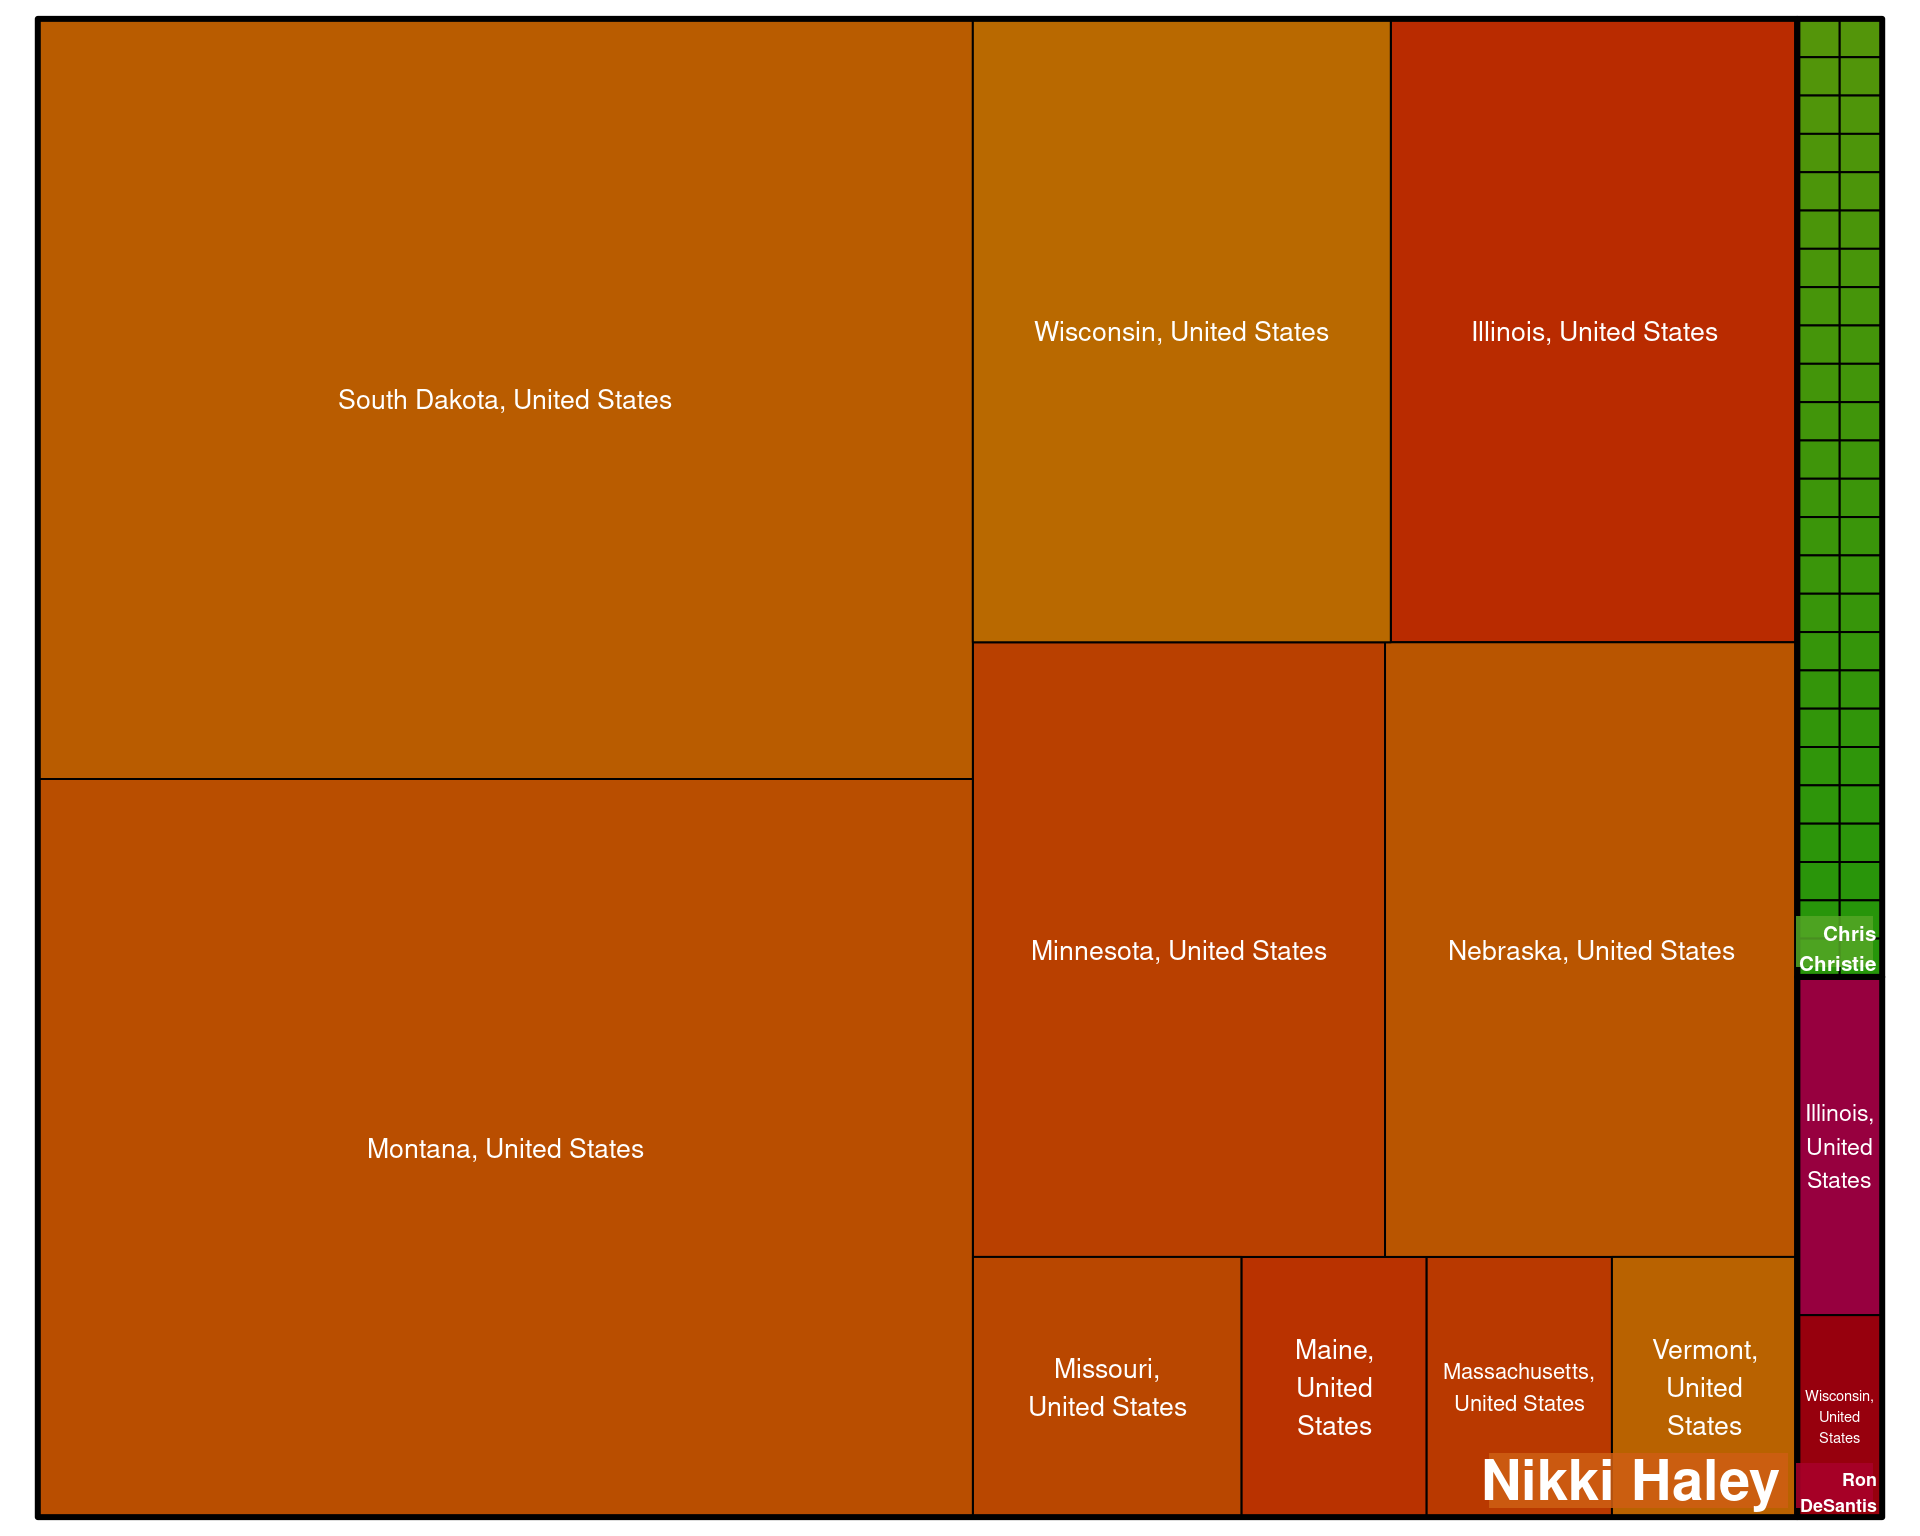 South Dakota, United States
Wisconsin, United States
Illinois, United States
Montana, United States
Minnesota, United States
Nebraska, United States
Missouri,
United States
Maine,
United
States
Massachusetts,
United States
Vermont,
United
States
Nikki Haley
Chris
Christie
Illinois,
United
States
Wisconsin,
United
States
Ron
DeSantis